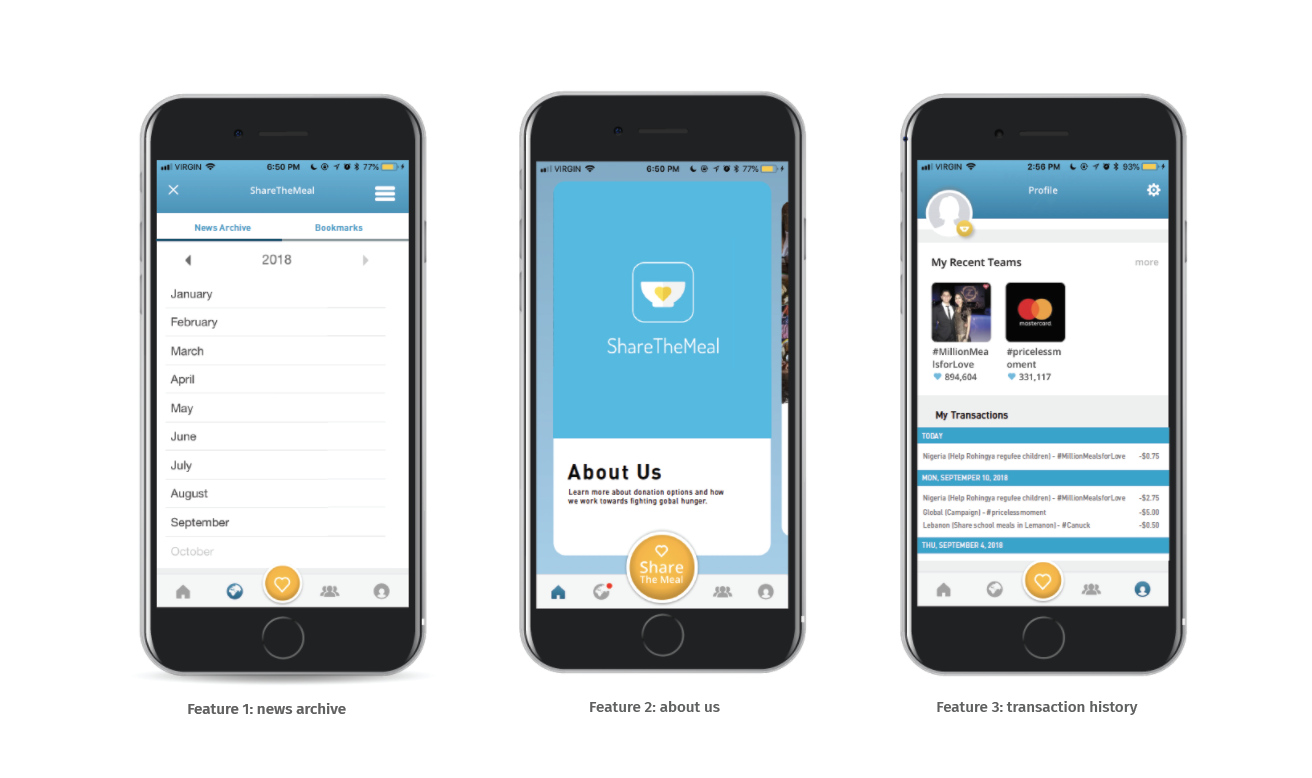 VIRGIN 6:50 PM 77%
ShareTheMeal
News Archive Bookmarks
2018
January
February
March
April
May
June
July
August
September
October
Feature 1: news archive
VIRGIN 6:50 PM 77%
ShareTheMeal
About Us
Learn more about donation options and how
we work towards fighting gobal hunger.
Share
The Meal
Feature 2: about us
VIRGIN 2:56 PM 93%
Profile
My Recent Teams more
mastercard
#MillionMea #pricelessm
lsforLove oment
894,604 331,117
My Transactions
TODAY
Nigeria (Help Rohingya regufee children) - #MillionMealsforLove -$0.75
MON, SEPTEMPER 10, 2018
Nigeria (Help Rohingya regufee children) - #MillionMealsforLove -$2.75
Global (Campaign) - #pricelessmoment -$5.00
Lebanon (Share school meals in Lemanon) - #Canuck -$0.50
THU, SEPTEMBER 4, 2018
Feature 3: transaction history